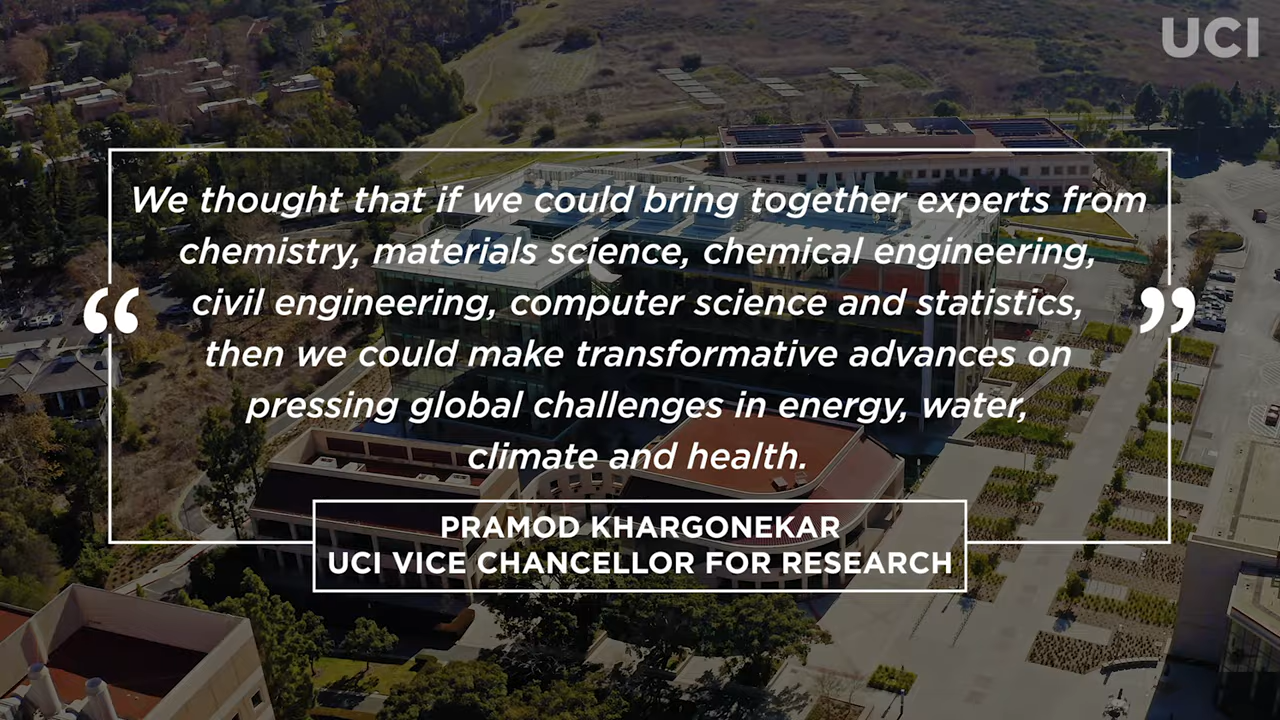 UCI
“We thought that if we could bring together experts from
chemistry, materials science, chemical engineering,
civil engineering, computer science and statistics,
then we could make transformative advances on
pressing global challenges in energy, water,
climate and health.”
PRAMOD KHARGONEKAR
UCI VICE CHANCELLOR FOR RESEARCH